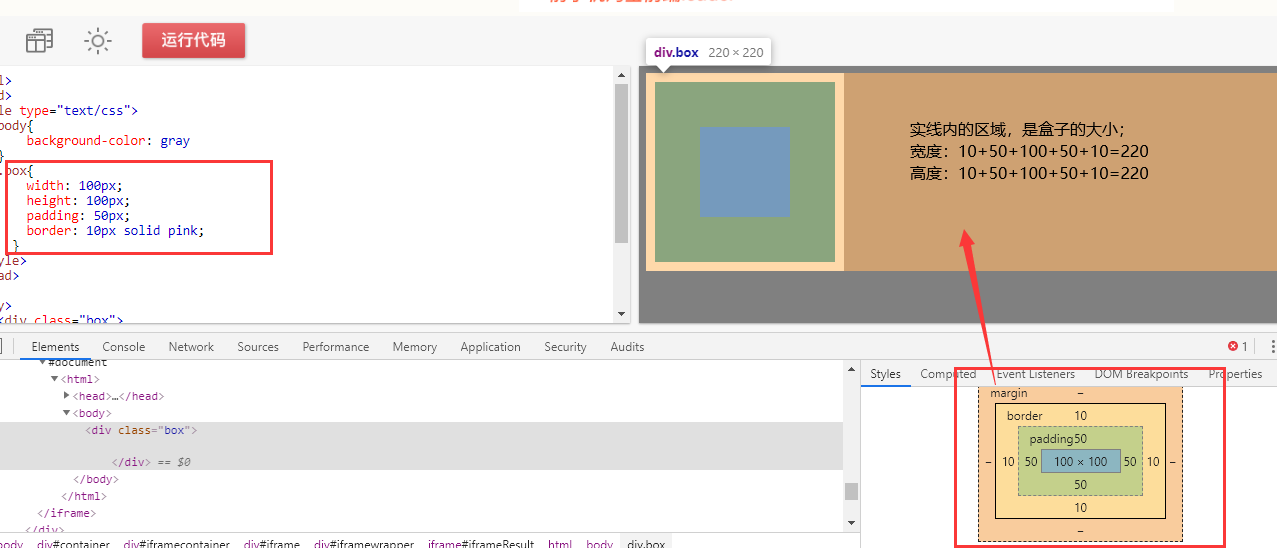 运行代码
div.box 220 × 220
l>
d>
le type="text/css">
body{
background-color: gray
}
.box{
width: 100px;
height: 100px;
padding: 50px;
border: 10px solid pink;
}
yle>
ad>
y>
<div class="box">
实线内的区域，是盒子的大小；
宽度：10+50+100+50+10=220
高度：10+50+100+50+10=220
Elements Console Network Sources Performance Memory Application Security Audits 1
#document
<html>
<head>…</head>
<body>
<div class="box">
</div> == $0
</body>
</html>
</iframe>
</div>
body div#container div#iframecontainer div#iframe div#iframewrapper iframe#iframeResult html body div.box
Styles Computed Event Listeners DOM Breakpoints Properties
margin –
border 10
padding50
– 10 50 100 × 100 50 10 –
50
10
–